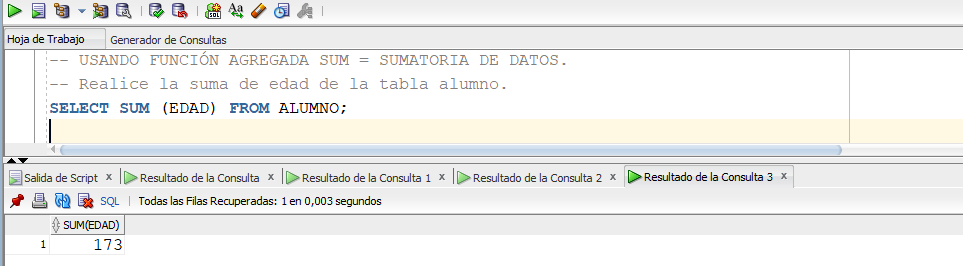 SQL Aa
Hoja de Trabajo Generador de Consultas
-- USANDO FUNCIÓN AGREGADA SUM = SUMATORIA DE DATOS.
-- Realice la suma de edad de la tabla alumno.
SELECT SUM (EDAD) FROM ALUMNO;
Salida de Script x Resultado de la Consulta x Resultado de la Consulta 1 x Resultado de la Consulta 2 x Resultado de la Consulta 3 x
SQL | Todas las Filas Recuperadas: 1 en 0,003 segundos
SUM(EDAD)
1 173